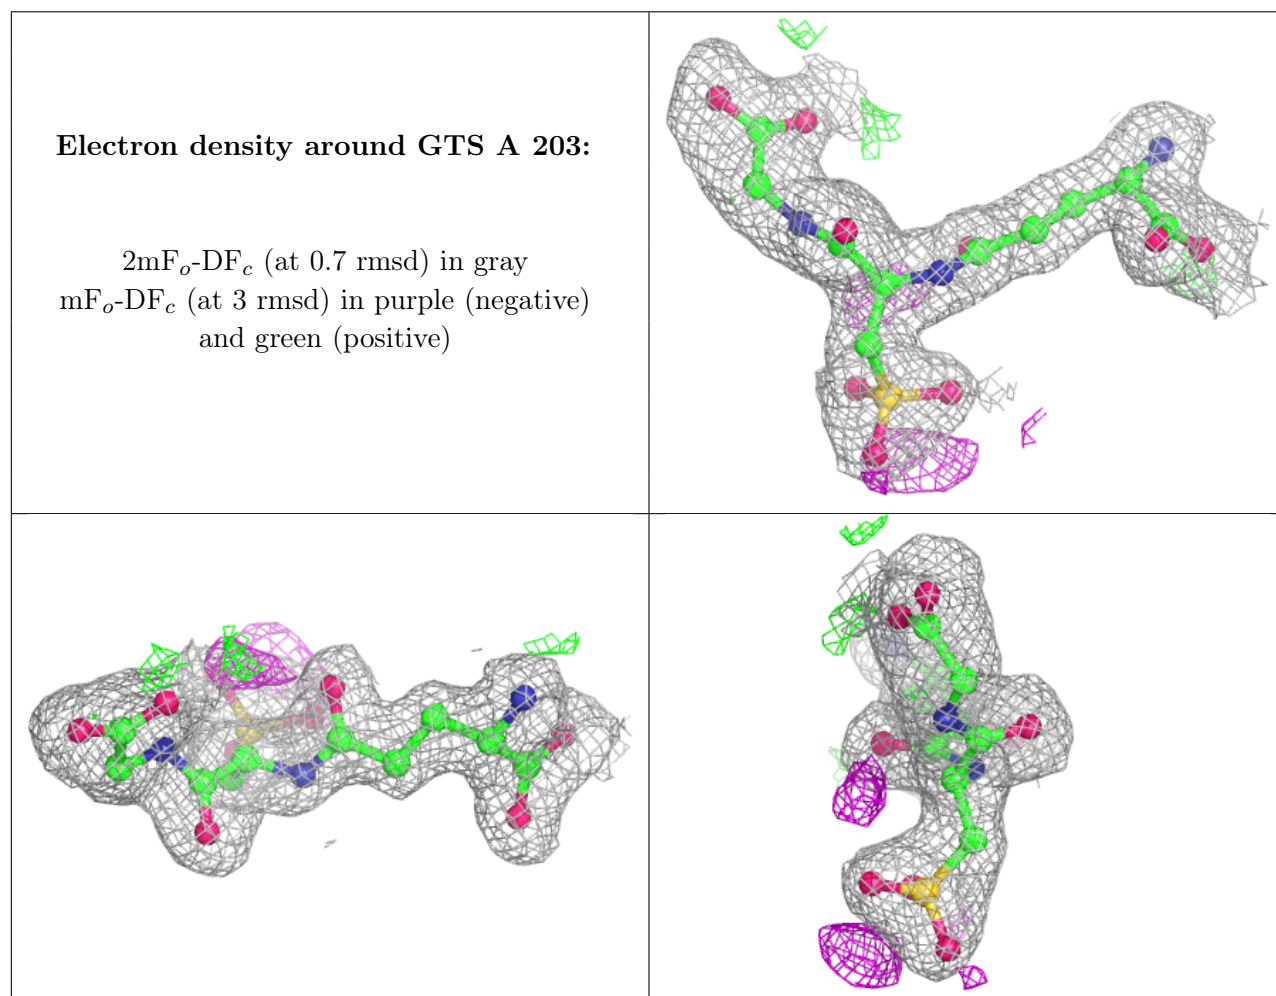 Electron density around GTS A 203:
2mFo-DFc (at 0.7 rmsd) in gray
mFo-DFc (at 3 rmsd) in purple (negative)
and green (positive)